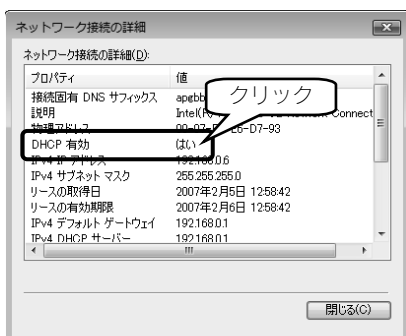 ネットワーク接続の詳細
ネットワーク接続の詳細(D):
プロパティ 値
接続固有 DNS サフィックス
説明 Intel(R)
物理アドレス
DHCP 有効 はい
IPv4 IP アドレス 192.168.0.6
IPv4 サブネット マスク 255.255.255.0
リースの取得日 2007年2月5日 12:58:42
リースの有効期限 2007年2月6日 12:58:42
IPv4 デフォルト ゲートウェイ 192.168.0.1
IPv4 DHCP サーバー 192.168.0.1
クリック
閉じる(C)